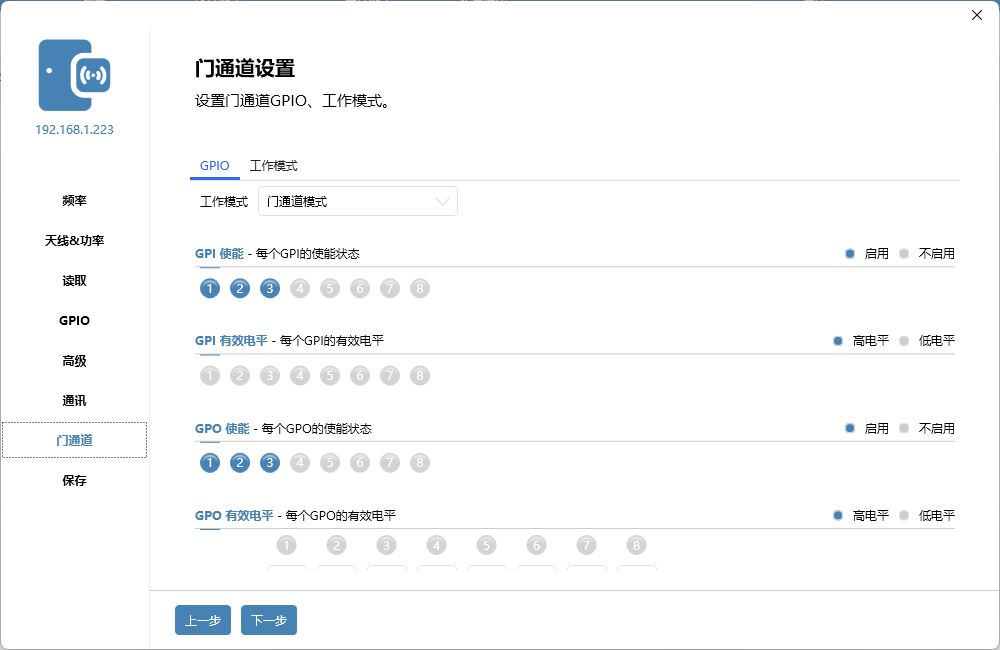 192.168.1.223
频率
天线&功率
读取
GPIO
高级
通讯
门通道
保存
门通道设置
设置门通道GPIO、工作模式。
GPIO 工作模式
工作模式 门通道模式
GPI 使能 - 每个GPI的使能状态 启用 不启用
1 2 3 4 5 6 7 8
GPI 有效电平 - 每个GPI的有效电平 高电平 低电平
1 2 3 4 5 6 7 8
GPO 使能 - 每个GPO的使能状态 启用 不启用
1 2 3 4 5 6 7 8
GPO 有效电平 - 每个GPO的有效电平 高电平 低电平
1 2 3 4 5 6 7 8
上一步 下一步